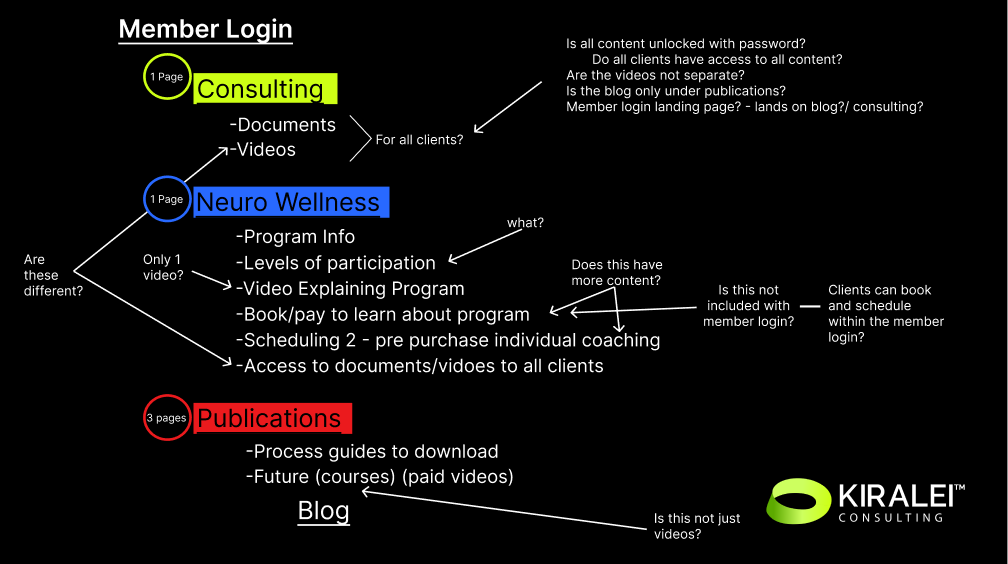 Member Login
Is all content unlocked with password?
Do all clients have access to all content?
Are the videos not separate?
Is the blog only under publications?
Member login landing page? - lands on blog?/ consulting?
1 Page
Consulting
-Documents
-Videos
For all clients?
1 Page
Neuro Wellness
-Program Info
-Levels of participation
-Video Explaining Program
-Book/pay to learn about program
-Scheduling 2 - pre purchase individual coaching
-Access to documents/vidoes to all clients
what?
Are
these
different?
Only 1
video?
Does this have
more content?
Is this not
included with
member login?
Clients can book
and schedule
within the member
login?
3 pages
Publications
-Process guides to download
-Future (courses) (paid videos)
Blog
Is this not just
videos?
KIRALEI™
CONSULTING